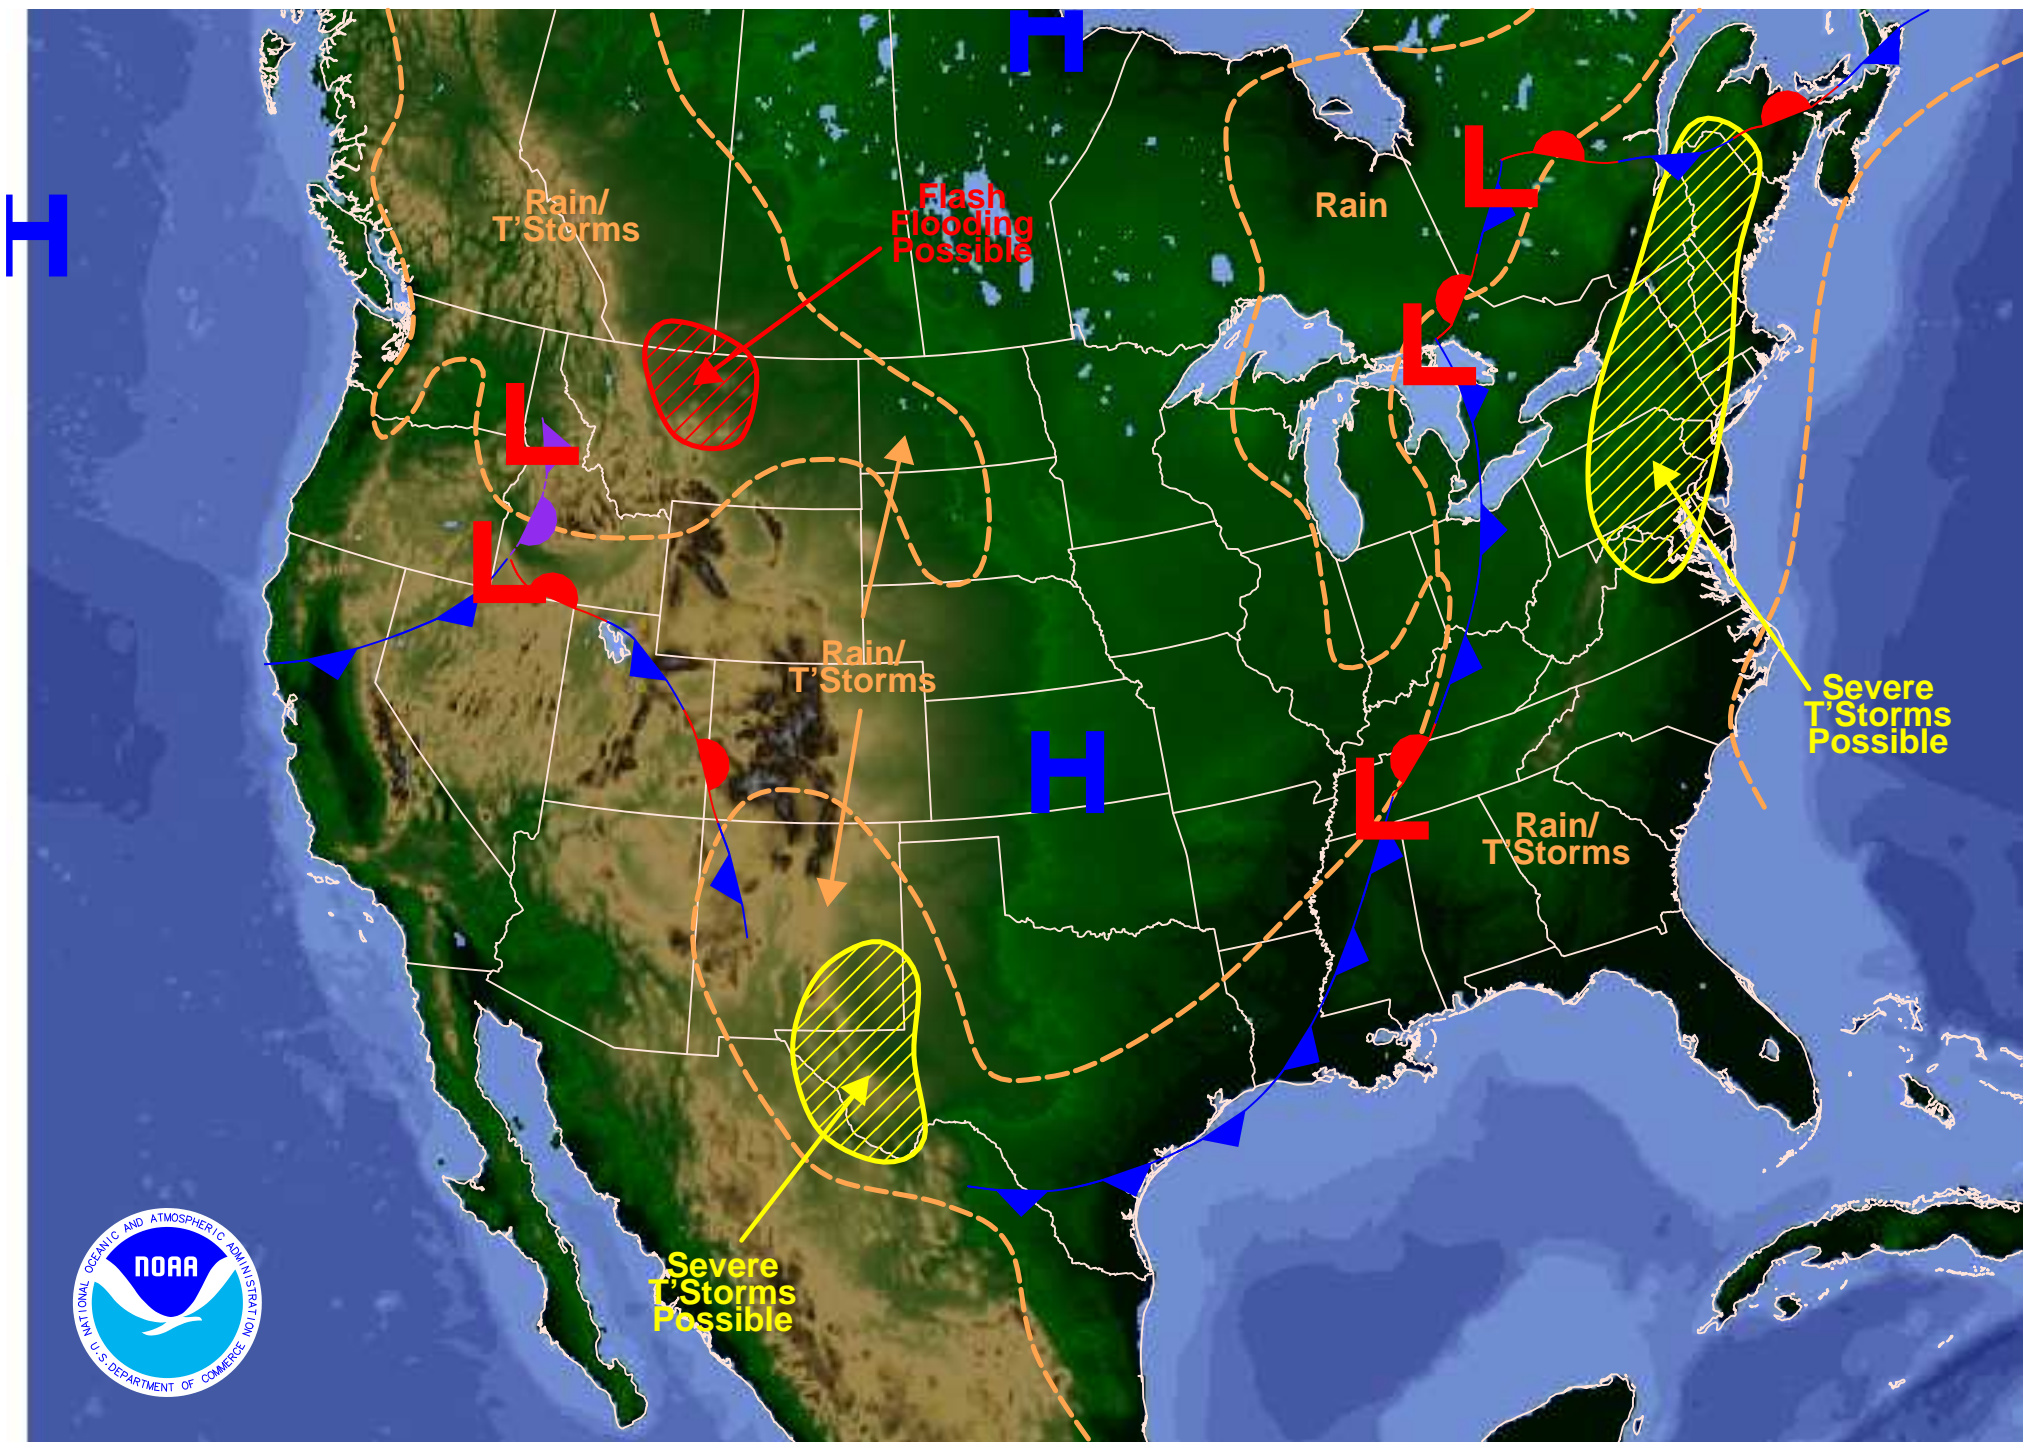 H
H
L
Rain/
T'Storms
Flash
Flooding
Possible
Rain
L
L
L
Rain/
T'Storms
Severe
T'Storms
Possible
H
L
Rain/
T'Storms
Severe
T'Storms
Possible
NATIONAL OCEANIC AND ATMOSPHERIC ADMINISTRATION
NOAA
U.S. DEPARTMENT OF COMMERCE